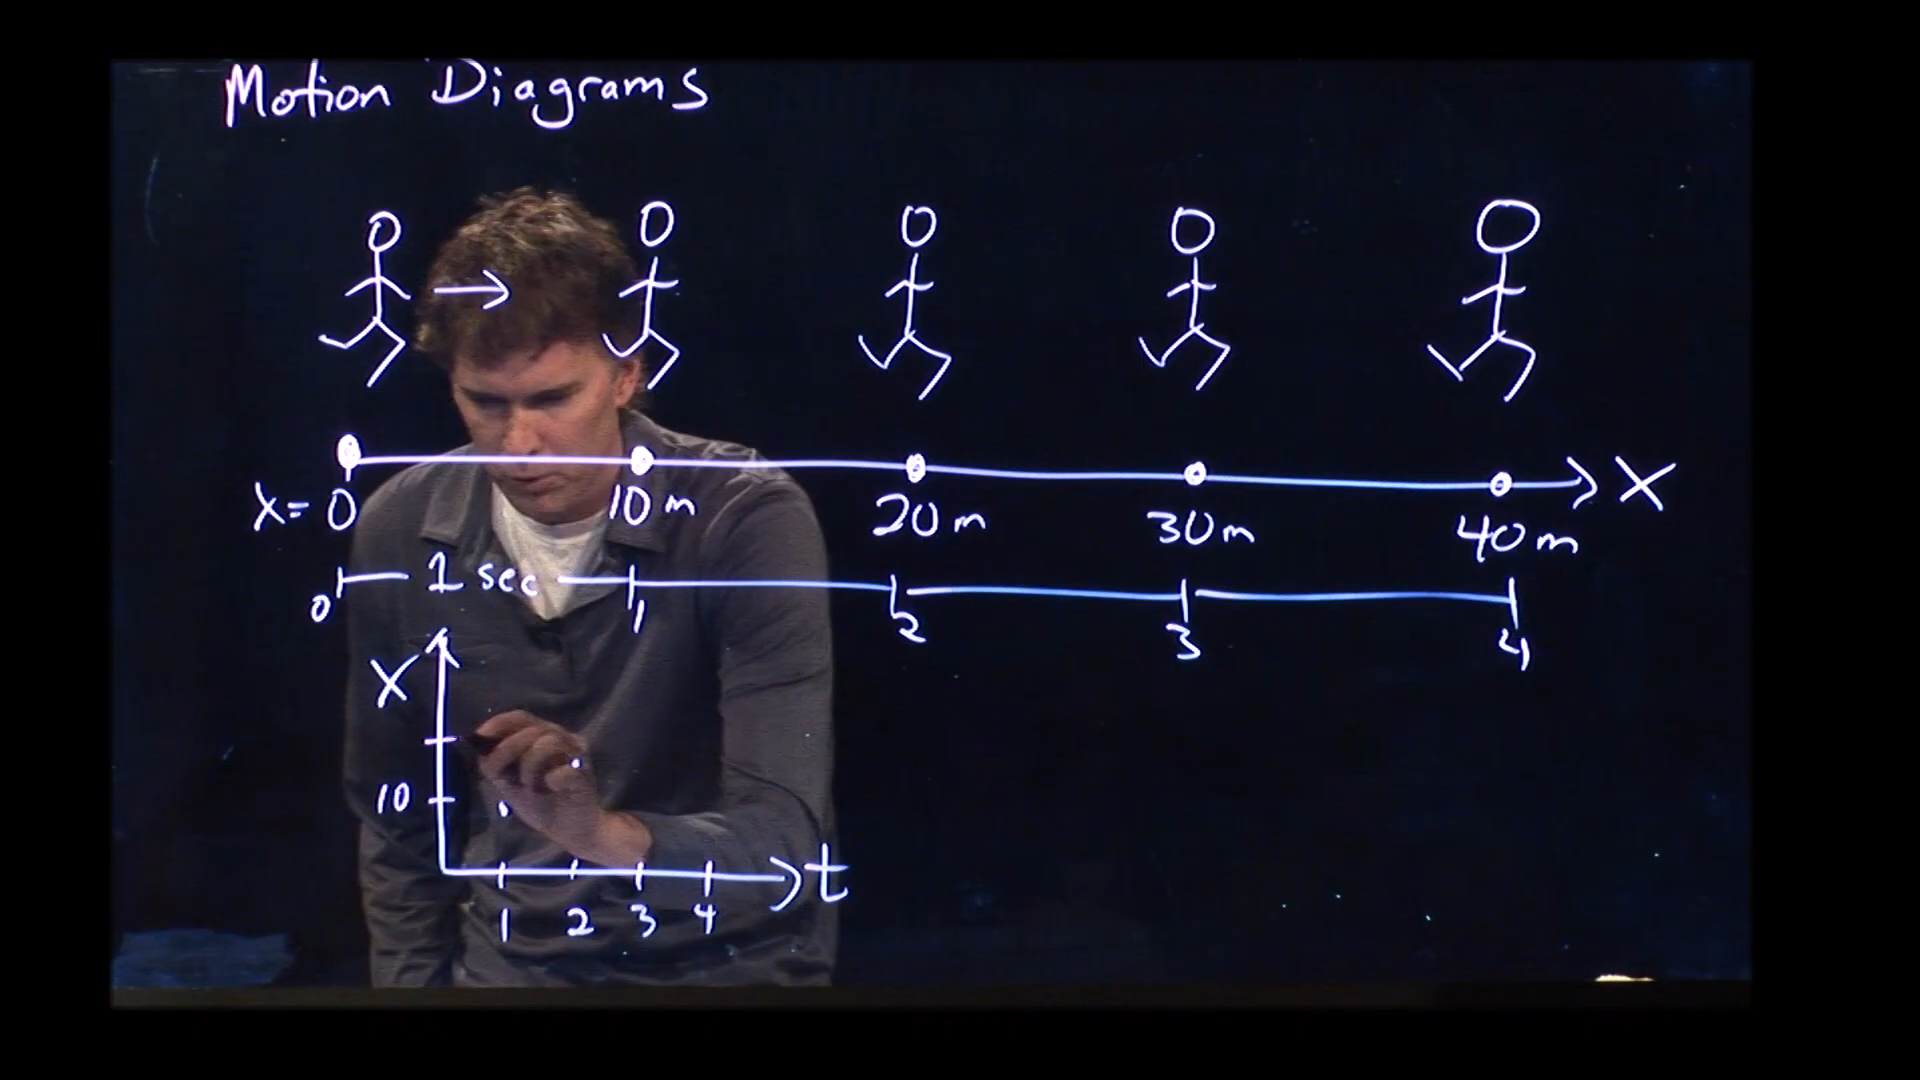 Motion Diagrams
X = 0 10 m 20 m 30 m 40 m X
0 1 sec 1 2 3 4
X
10
t
1 2 3 4